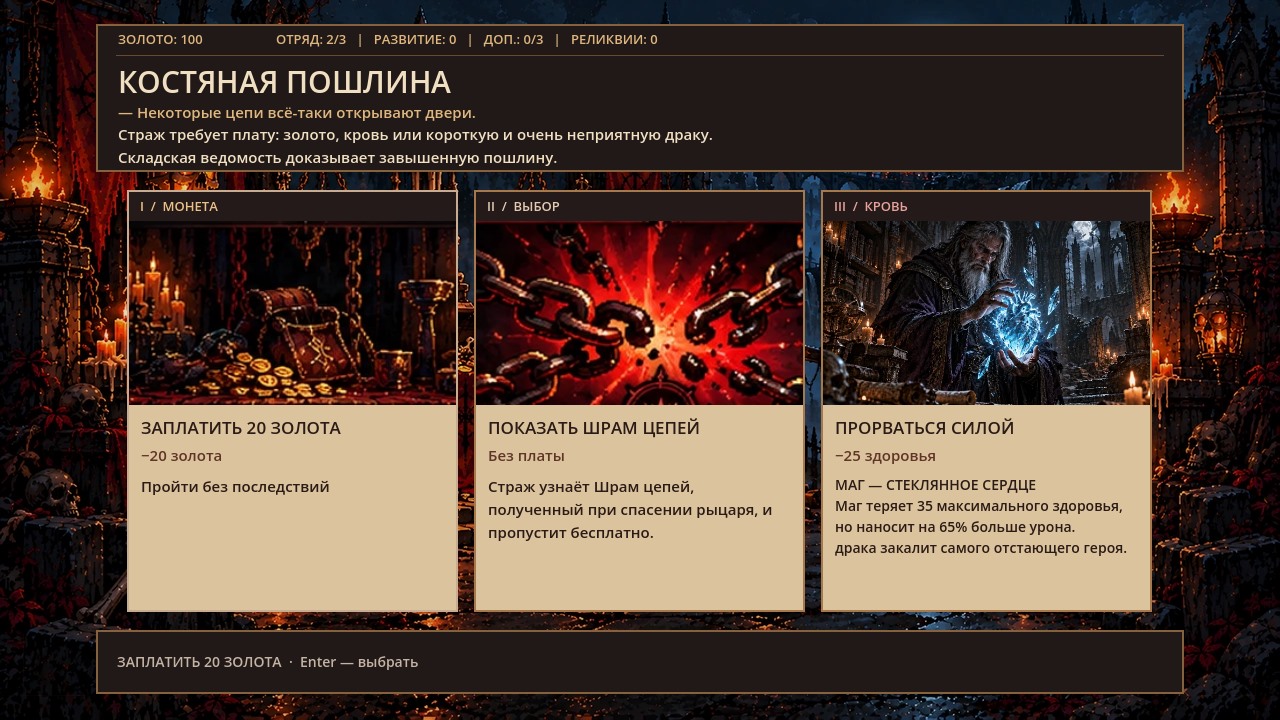 ЗОЛОТО: 100 ОТРЯД: 2/3 | РАЗВИТИЕ: 0 | ДОП.: 0/3 | РЕЛИКВИИ: 0
КОСТЯНАЯ ПОШЛИНА
— Некоторые цепи всё-таки открывают двери.
Страж требует плату: золото, кровь или короткую и очень неприятную драку.
Складская ведомость доказывает завышенную пошлину.
I / МОНЕТА
ЗАПЛАТИТЬ 20 ЗОЛОТА
−20 золота
Пройти без последствий
II / ВЫБОР
ПОКАЗАТЬ ШРАМ ЦЕПЕЙ
Без платы
Страж узнаёт Шрам цепей,
полученный при спасении рыцаря, и
пропустит бесплатно.
III / КРОВЬ
ПРОРВАТЬСЯ СИЛОЙ
−25 здоровья
МАГ — СТЕКЛЯННОЕ СЕРДЦЕ
Маг теряет 35 максимального здоровья,
но наносит на 65% больше урона.
драка закалит самого отстающего героя.
ЗАПЛАТИТЬ 20 ЗОЛОТА · Enter — выбрать